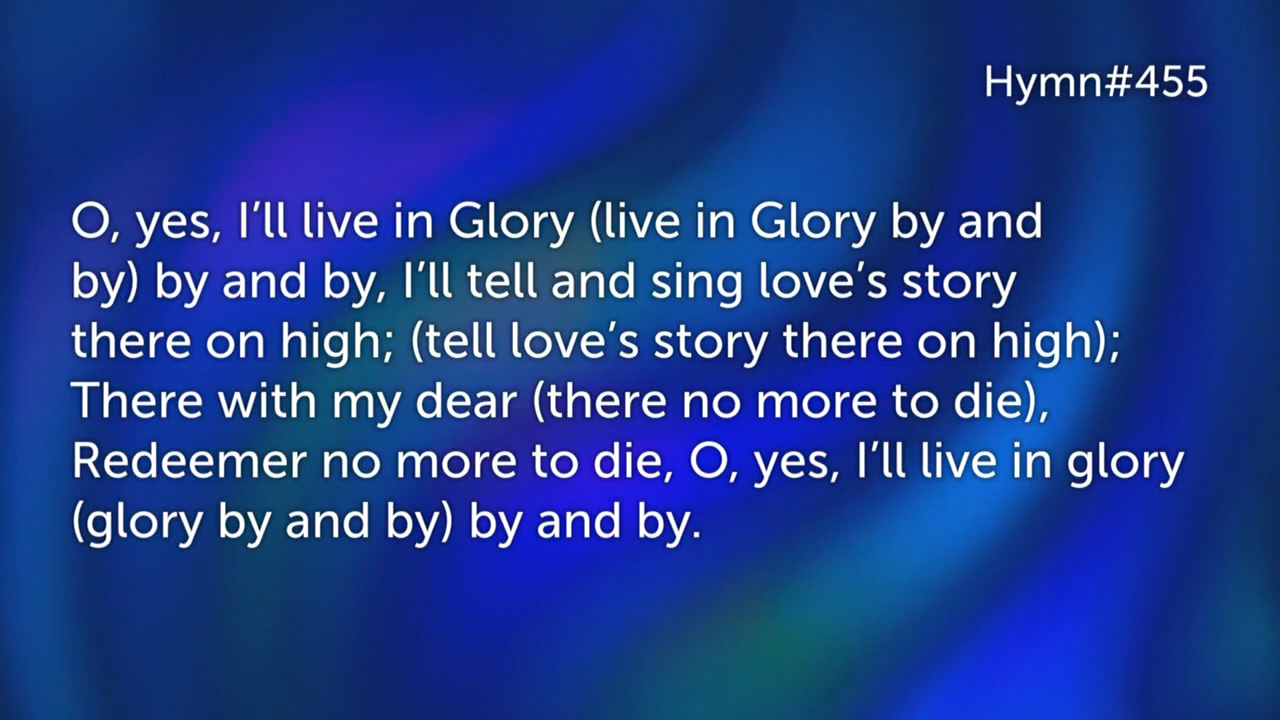 Hymn#455
O, yes, I’ll live in Glory (live in Glory by and
by) by and by, I’ll tell and sing love’s story
there on high; (tell love’s story there on high);
There with my dear (there no more to die),
Redeemer no more to die, O, yes, I’ll live in glory
(glory by and by) by and by.